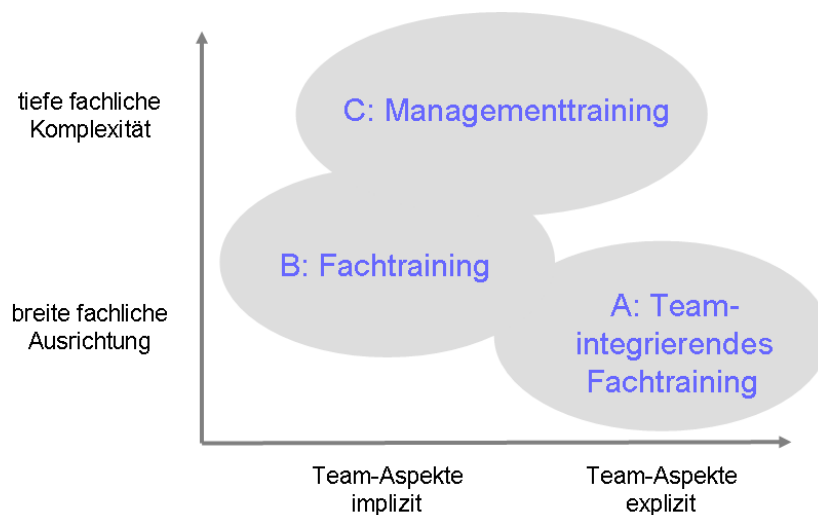 tiefe fachliche
Komplexität
C: Managementtraining
B: Fachtraining
breite fachliche
Ausrichtung
A: Team-
integrierendes
Fachtraining
Team-Aspekte
implizit
Team-Aspekte
explizit